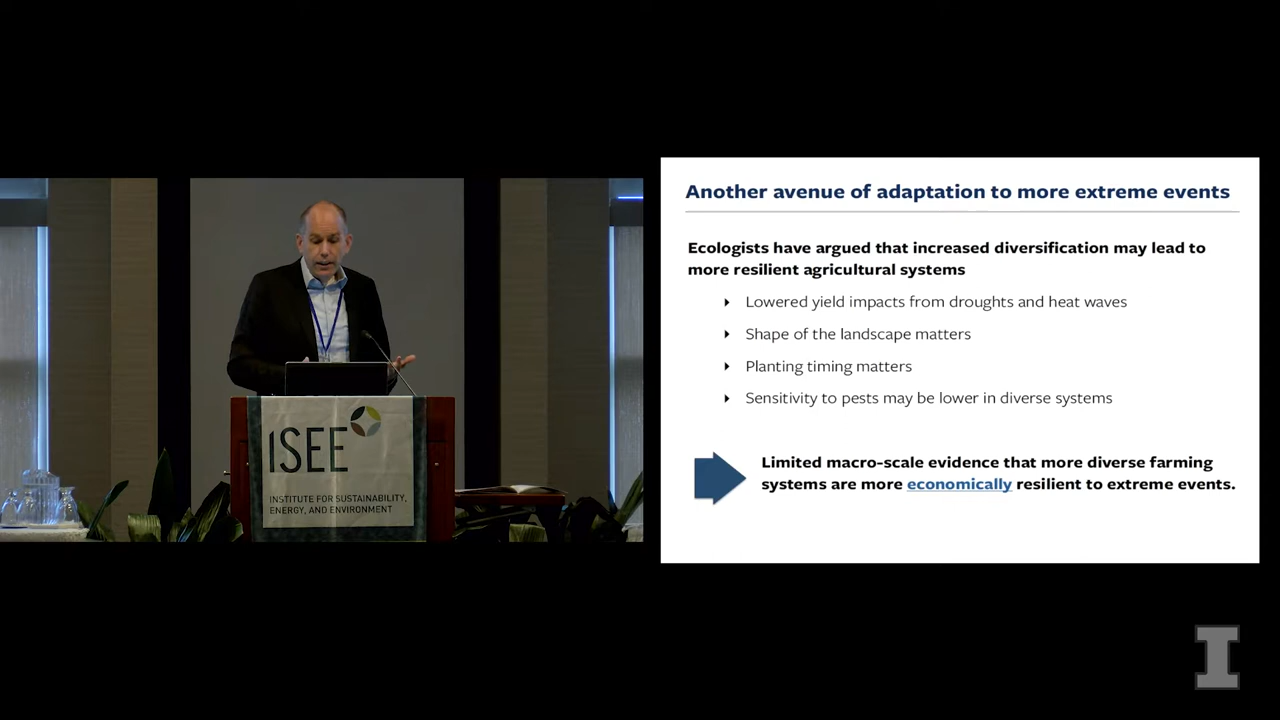 ISEE
INSTITUTE FOR SUSTAINABILITY,
ENERGY, AND ENVIRONMENT
Another avenue of adaptation to more extreme events
Ecologists have argued that increased diversification may lead to
more resilient agricultural systems
Lowered yield impacts from droughts and heat waves
Shape of the landscape matters
Planting timing matters
Sensitivity to pests may be lower in diverse systems
Limited macro-scale evidence that more diverse farming
systems are more economically resilient to extreme events.
I